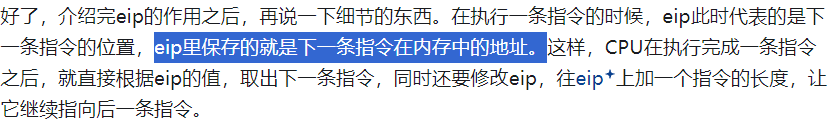 好了，介绍完eip的作用之后，再说一下细节的东西。在执行一条指令的时候，eip此时代表的是下
一条指令的位置，eip里保存的就是下一条指令在内存中的地址。这样，CPU在执行完成一条指令
之后，就直接根据eip的值，取出下一条指令，同时还要修改eip，往eip上加一个指令的长度，让
它继续指向后一条指令。